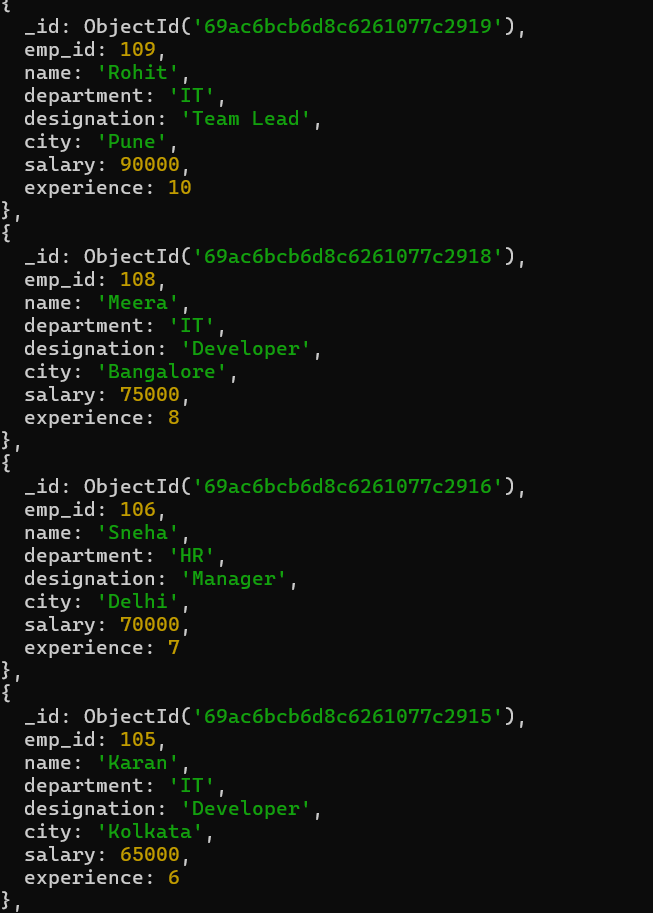 {
  _id: ObjectId('69ac6bcb6d8c6261077c2919'),
  emp_id: 109,
  name: 'Rohit',
  department: 'IT',
  designation: 'Team Lead',
  city: 'Pune',
  salary: 90000,
  experience: 10
},
{
  _id: ObjectId('69ac6bcb6d8c6261077c2918'),
  emp_id: 108,
  name: 'Meera',
  department: 'IT',
  designation: 'Developer',
  city: 'Bangalore',
  salary: 75000,
  experience: 8
},
{
  _id: ObjectId('69ac6bcb6d8c6261077c2916'),
  emp_id: 106,
  name: 'Sneha',
  department: 'HR',
  designation: 'Manager',
  city: 'Delhi',
  salary: 70000,
  experience: 7
},
{
  _id: ObjectId('69ac6bcb6d8c6261077c2915'),
  emp_id: 105,
  name: 'Karan',
  department: 'IT',
  designation: 'Developer',
  city: 'Kolkata',
  salary: 65000,
  experience: 6
},